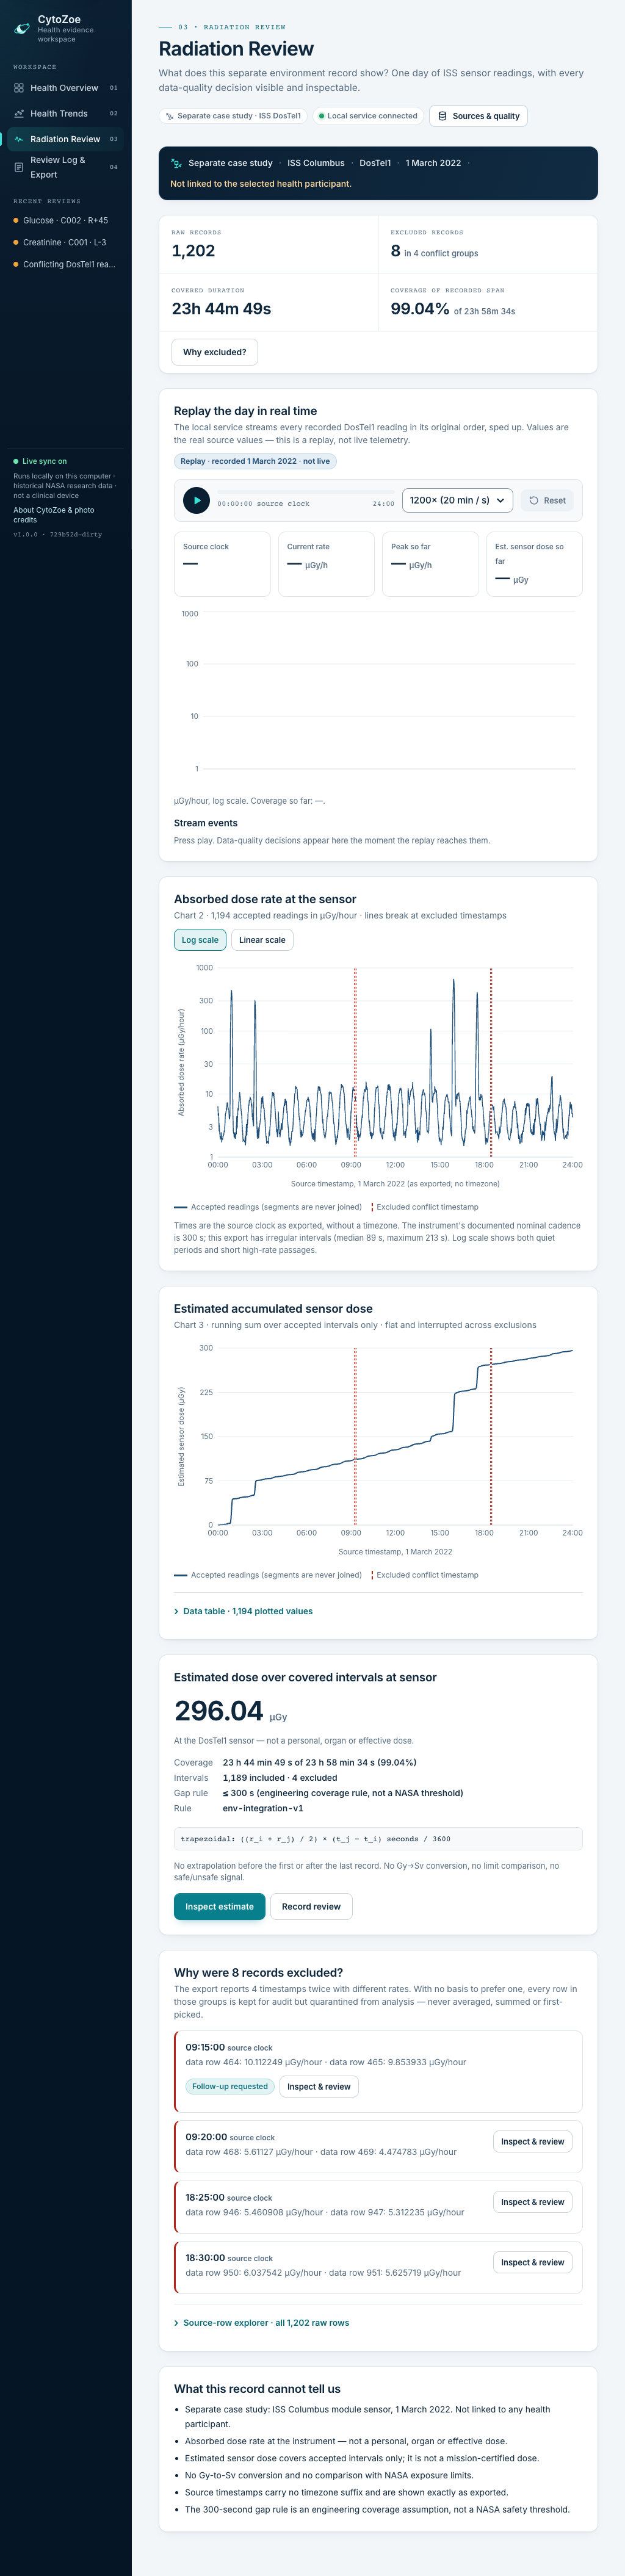 CytoZoe
Health evidence
workspace
WORKSPACE
Health Overview 01
Health Trends 02
Radiation Review 03
Review Log &
Export 04
RECENT REVIEWS
Glucose · C002 · R+45
Creatinine · C001 · L-3
Conflicting DosTel1 rea...
Live sync on
Runs locally on this computer ·
historical NASA research data ·
not a clinical device
About CytoZoe & photo
credits
v1.0.0 · 729b52d-dirty
03 · RADIATION REVIEW
Radiation Review
What does this separate environment record show? One day of ISS sensor readings, with every
data-quality decision visible and inspectable.
Separate case study · ISS DosTel1
Local service connected
Sources & quality
Separate case study · ISS Columbus · DosTel1 · 1 March 2022 ·
Not linked to the selected health participant.
RAW RECORDS
1,202
EXCLUDED RECORDS
8 in 4 conflict groups
COVERED DURATION
23h 44m 49s
COVERAGE OF RECORDED SPAN
99.04% of 23h 58m 34s
Why excluded?
Replay the day in real time
The local service streams every recorded DosTel1 reading in its original order, sped up. Values are
the real source values — this is a replay, not live telemetry.
Replay · recorded 1 March 2022 · not live
00:00:00 source clock 24:00
1200× (20 min / s)
Reset
Source clock
—
Current rate
— μGy/h
Peak so far
— μGy/h
Est. sensor dose so
far
— μGy
1000
100
10
1
μGy/hour, log scale. Coverage so far: —.
Stream events
Press play. Data-quality decisions appear here the moment the replay reaches them.
Absorbed dose rate at the sensor
Chart 2 · 1,194 accepted readings in μGy/hour · lines break at excluded timestamps
Log scale
Linear scale
Absorbed dose rate (μGy/hour)
1000
300
100
30
10
3
1
00:00 03:00 06:00 09:00 12:00 15:00 18:00 21:00 24:00
Source timestamp, 1 March 2022 (as exported; no timezone)
Accepted readings (segments are never joined)
Excluded conflict timestamp
Times are the source clock as exported, without a timezone. The instrument's documented nominal cadence
is 300 s; this export has irregular intervals (median 89 s, maximum 213 s). Log scale shows both quiet
periods and short high-rate passages.
Estimated accumulated sensor dose
Chart 3 · running sum over accepted intervals only · flat and interrupted across exclusions
Estimated sensor dose (μGy)
300
225
150
75
0
00:00 03:00 06:00 09:00 12:00 15:00 18:00 21:00 24:00
Source timestamp, 1 March 2022
Accepted readings (segments are never joined)
Excluded conflict timestamp
› Data table · 1,194 plotted values
Estimated dose over covered intervals at sensor
296.04 μGy
At the DosTel1 sensor — not a personal, organ or effective dose.
Coverage 23 h 44 min 49 s of 23 h 58 min 34 s (99.04%)
Intervals 1,189 included · 4 excluded
Gap rule ≤ 300 s (engineering coverage rule, not a NASA threshold)
Rule env-integration-v1
trapezoidal: ((r_i + r_j) / 2) × (t_j − t_i) seconds / 3600
No extrapolation before the first or after the last record. No Gy→Sv conversion, no limit comparison, no
safe/unsafe signal.
Inspect estimate
Record review
Why were 8 records excluded?
The export reports 4 timestamps twice with different rates. With no basis to prefer one, every row in
those groups is kept for audit but quarantined from analysis — never averaged, summed or first-
picked.
09:15:00 source clock
data row 464: 10.112249 μGy/hour · data row 465: 9.853933 μGy/hour
Follow-up requested
Inspect & review
09:20:00 source clock
data row 468: 5.61127 μGy/hour · data row 469: 4.474783 μGy/hour
Inspect & review
18:25:00 source clock
data row 946: 5.460908 μGy/hour · data row 947: 5.312235 μGy/hour
Inspect & review
18:30:00 source clock
data row 950: 6.037542 μGy/hour · data row 951: 5.625719 μGy/hour
Inspect & review
› Source-row explorer · all 1,202 raw rows
What this record cannot tell us
• Separate case study: ISS Columbus module sensor, 1 March 2022. Not linked to any health
participant.
• Absorbed dose rate at the instrument — not a personal, organ or effective dose.
• Estimated sensor dose covers accepted intervals only; it is not a mission-certified dose.
• No Gy-to-Sv conversion and no comparison with NASA exposure limits.
• Source timestamps carry no timezone suffix and are shown exactly as exported.
• The 300-second gap rule is an engineering coverage assumption, not a NASA safety threshold.